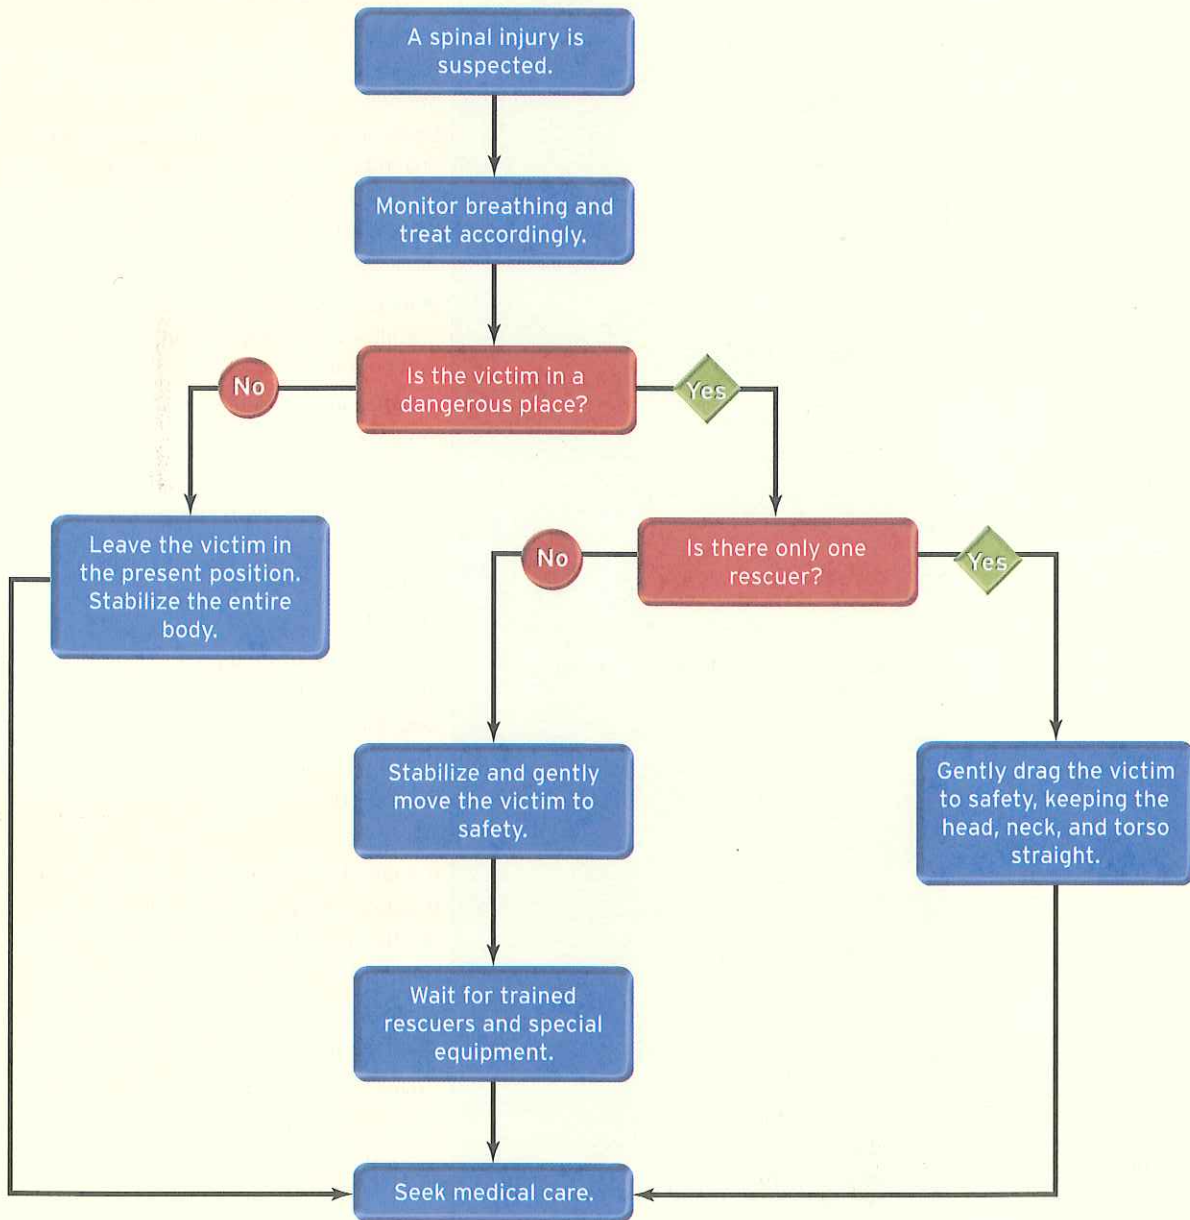 A spinal injury is
suspected.
Monitor breathing and
treat accordingly.
Is the victim in a
dangerous place?
No
Yes
Leave the victim in
the present position.
Stabilize the entire
body.
Is there only one
rescuer?
No
Yes
Stabilize and gently
move the victim to
safety.
Gently drag the victim
to safety, keeping the
head, neck, and torso
straight.
Wait for trained
rescuers and special
equipment.
Seek medical care.